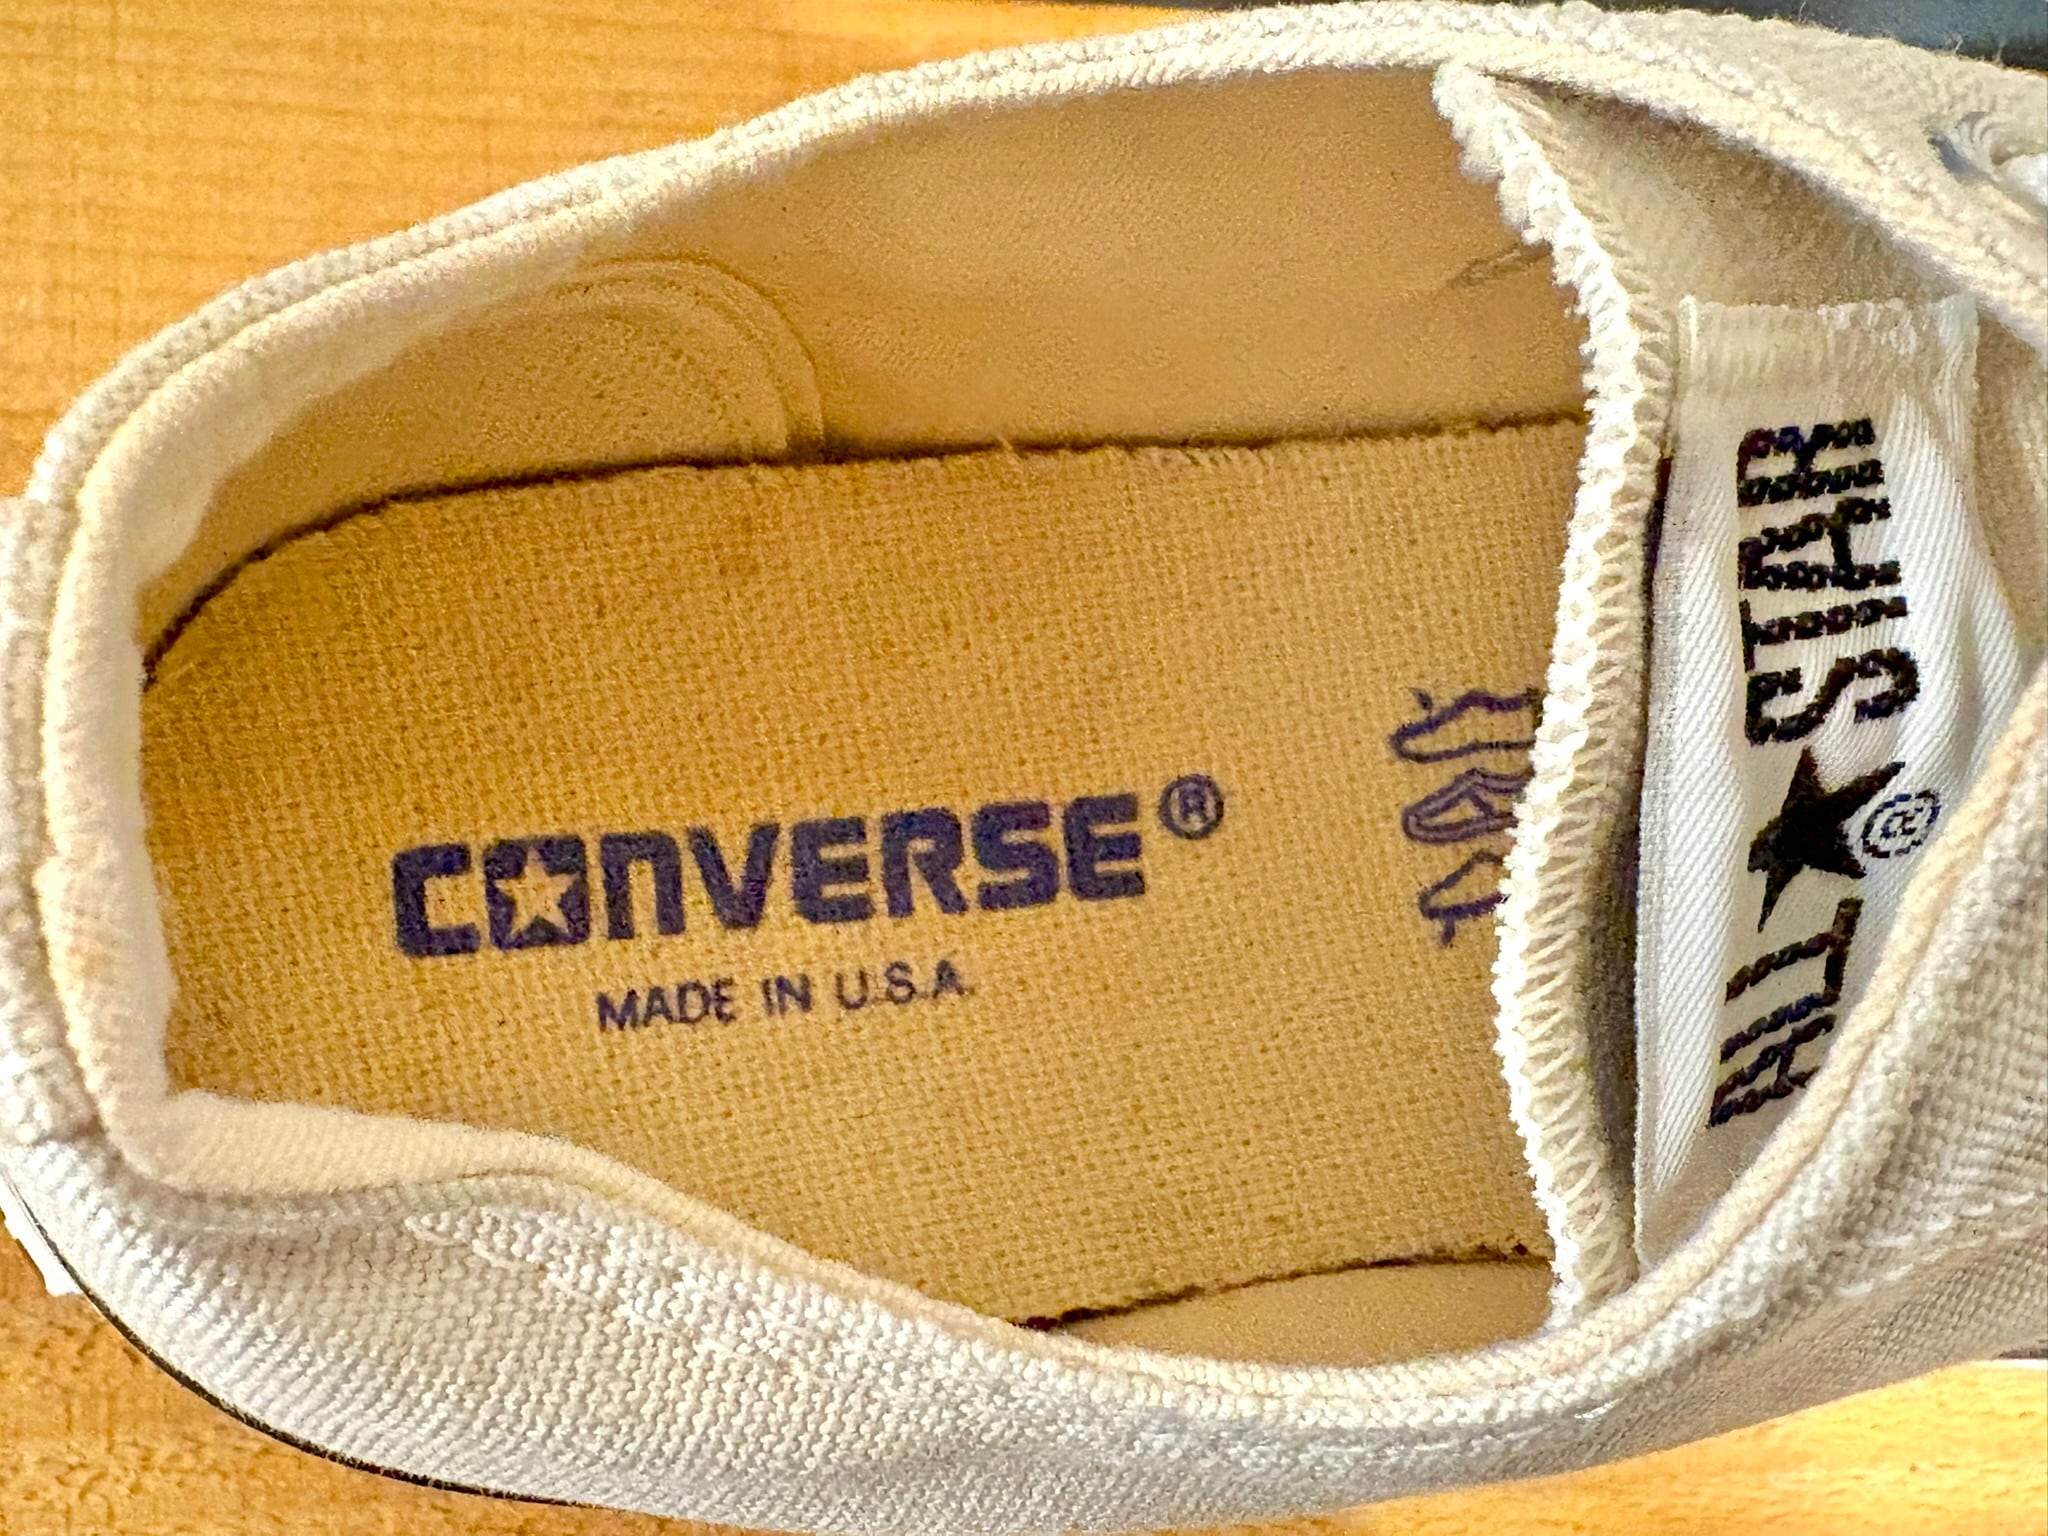 CONVERSE®
MADE IN U.S.A.
ALL★STAR
®